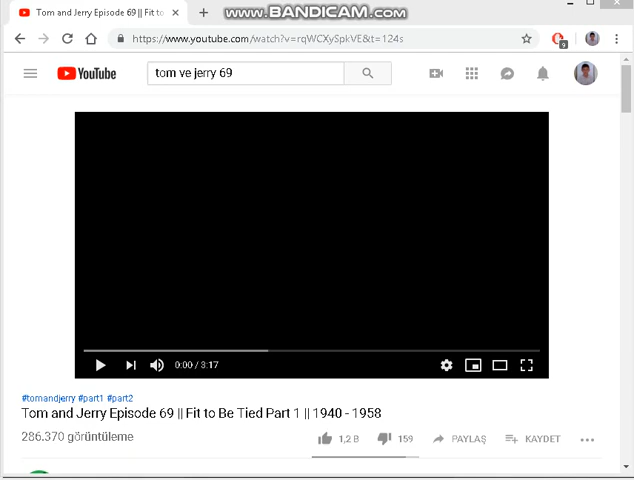 Tom and Jerry Episode 69 || Fit to
www.BANDICAM.com
https://www.youtube.com/watch?v=rqWCXySpkVE&t=124s
9
YouTube
tom ve jerry 69
0:00 / 3:17
#tomandjerry #part1 #part2
Tom and Jerry Episode 69 || Fit to Be Tied Part 1 || 1940 - 1958
286.370 görüntüleme
1,2 B
159
PAYLAŞ
KAYDET